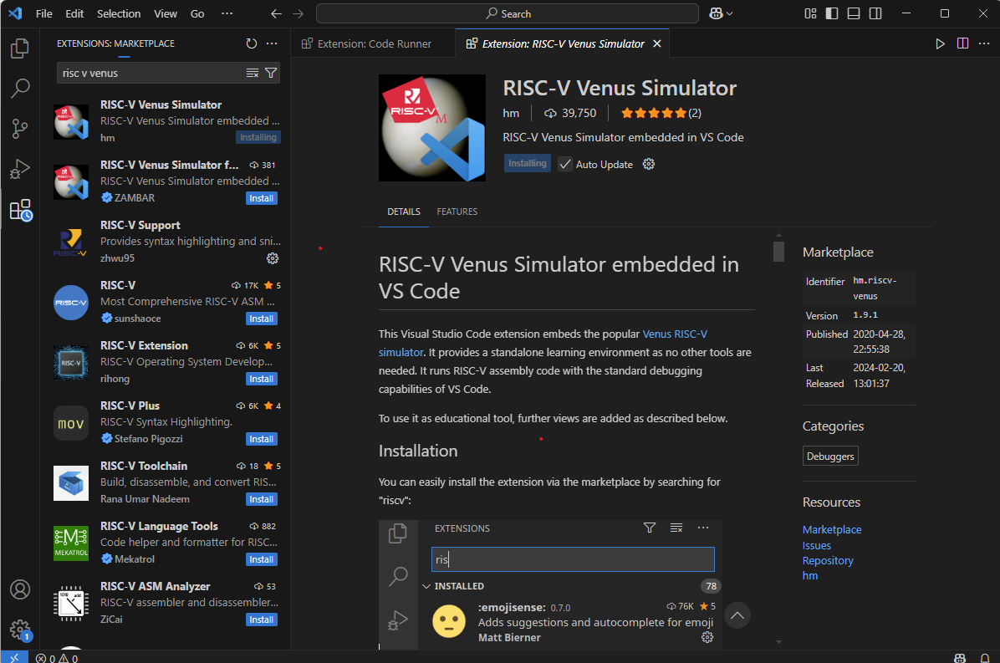 File Edit Selection View Go ··· Search
EXTENSIONS: MARKETPLACE
risc v venus
RISC-V Venus Simulator
RISC-V Venus Simulator embedded ...
hm Installing
RISC-V Venus Simulator f... 381
RISC-V Venus Simulator embedded ...
ZAMBAR Install
RISC-V Support
Provides syntax highlighting and sni...
zhwu95
RISC-V 17K 5
Most Comprehensive RISC-V ASM ...
sunshaoce Install
RISC-V Extension 6K 5
RISC-V Operating System Develop...
rihong Install
RISC-V Plus 6K 4
RISC-V Syntax Highlighting.
Stefano Pigozzi Install
RISC-V Toolchain 18 5
Build, disassemble, and convert RIS...
Rana Umar Nadeem Install
RISC-V Language Tools 882
Code helper and formatter for RISC...
Mekatrol Install
RISC-V ASM Analyzer 53
RISC-V assembler and disassembler...
ZiCai Install
RISC-V
RISC-V
RISC-V
RISC-V
RISC-V
mov
MEKATROL
1010 add
1
0 0
Extension: Code Runner Extension: RISC-V Venus Simulator
RISC-V M
RISC-V Venus Simulator
hm 39,750 (2)
RISC-V Venus Simulator embedded in VS Code
Installing Auto Update
DETAILS FEATURES
RISC-V Venus Simulator embedded in
VS Code
This Visual Studio Code extension embeds the popular Venus RISC-V
simulator. It provides a standalone learning environment as no other tools are
needed. It runs RISC-V assembly code with the standard debugging
capabilities of VS Code.
To use it as educational tool, further views are added as described below.
Installation
You can easily install the extension via the marketplace by searching for
"riscv":
EXTENSIONS
ris
INSTALLED 78
:emojisense: 0.7.0 76K 5
Adds suggestions and autocomplete for emoji
Matt Bierner
Marketplace
Identifier hm.riscv-
venus
Version 1.9.1
Published 2020-04-28,
22:55:38
Last 2024-02-20,
Released 13:01:37
Categories
Debuggers
Resources
Marketplace
Issues
Repository
hm